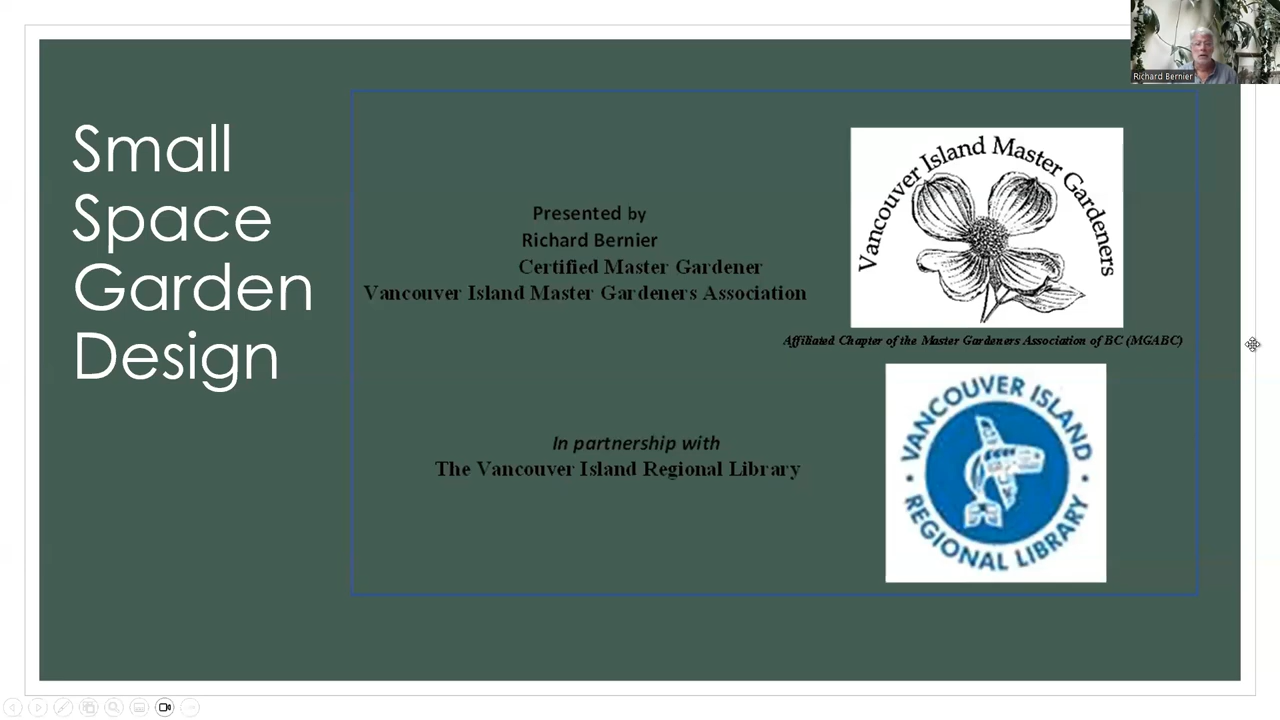 Small
Space
Garden
Design
Presented by
Richard Bernier
Certified Master Gardener
Vancouver Island Master Gardeners Association
Vancouver Island Master Gardeners
Affiliated Chapter of the Master Gardeners Association of BC (MGABC)
In partnership with
The Vancouver Island Regional Library
VANCOUVER ISLAND
REGIONAL LIBRARY
Richard Bernier